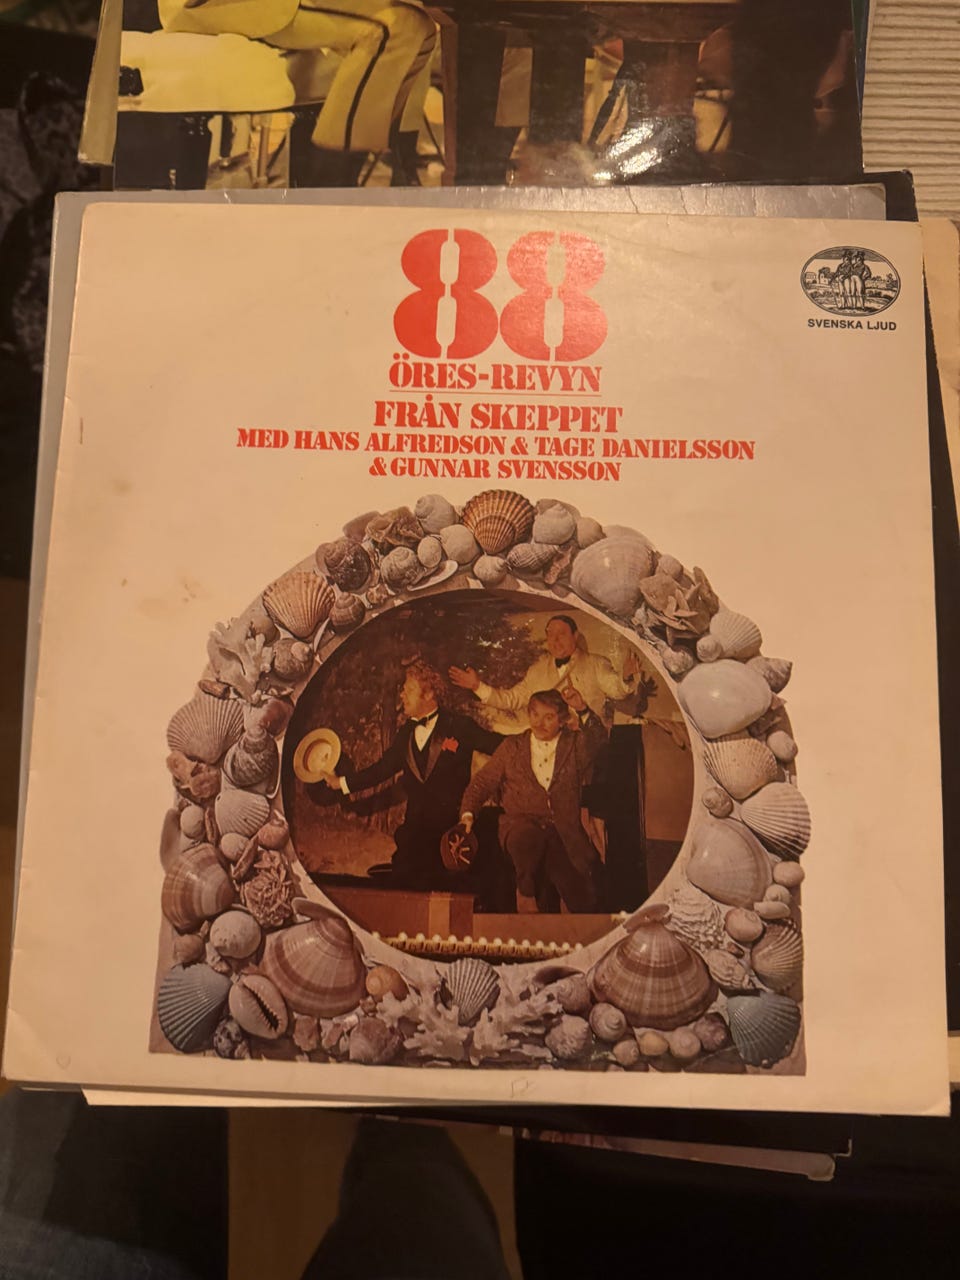 88
ÖRES-REVYN
FRÅN SKEPPET
MED HANS ALFREDSON & TAGE DANIELSSON
& GUNNAR SVENSSON
SVENSKA LJUD